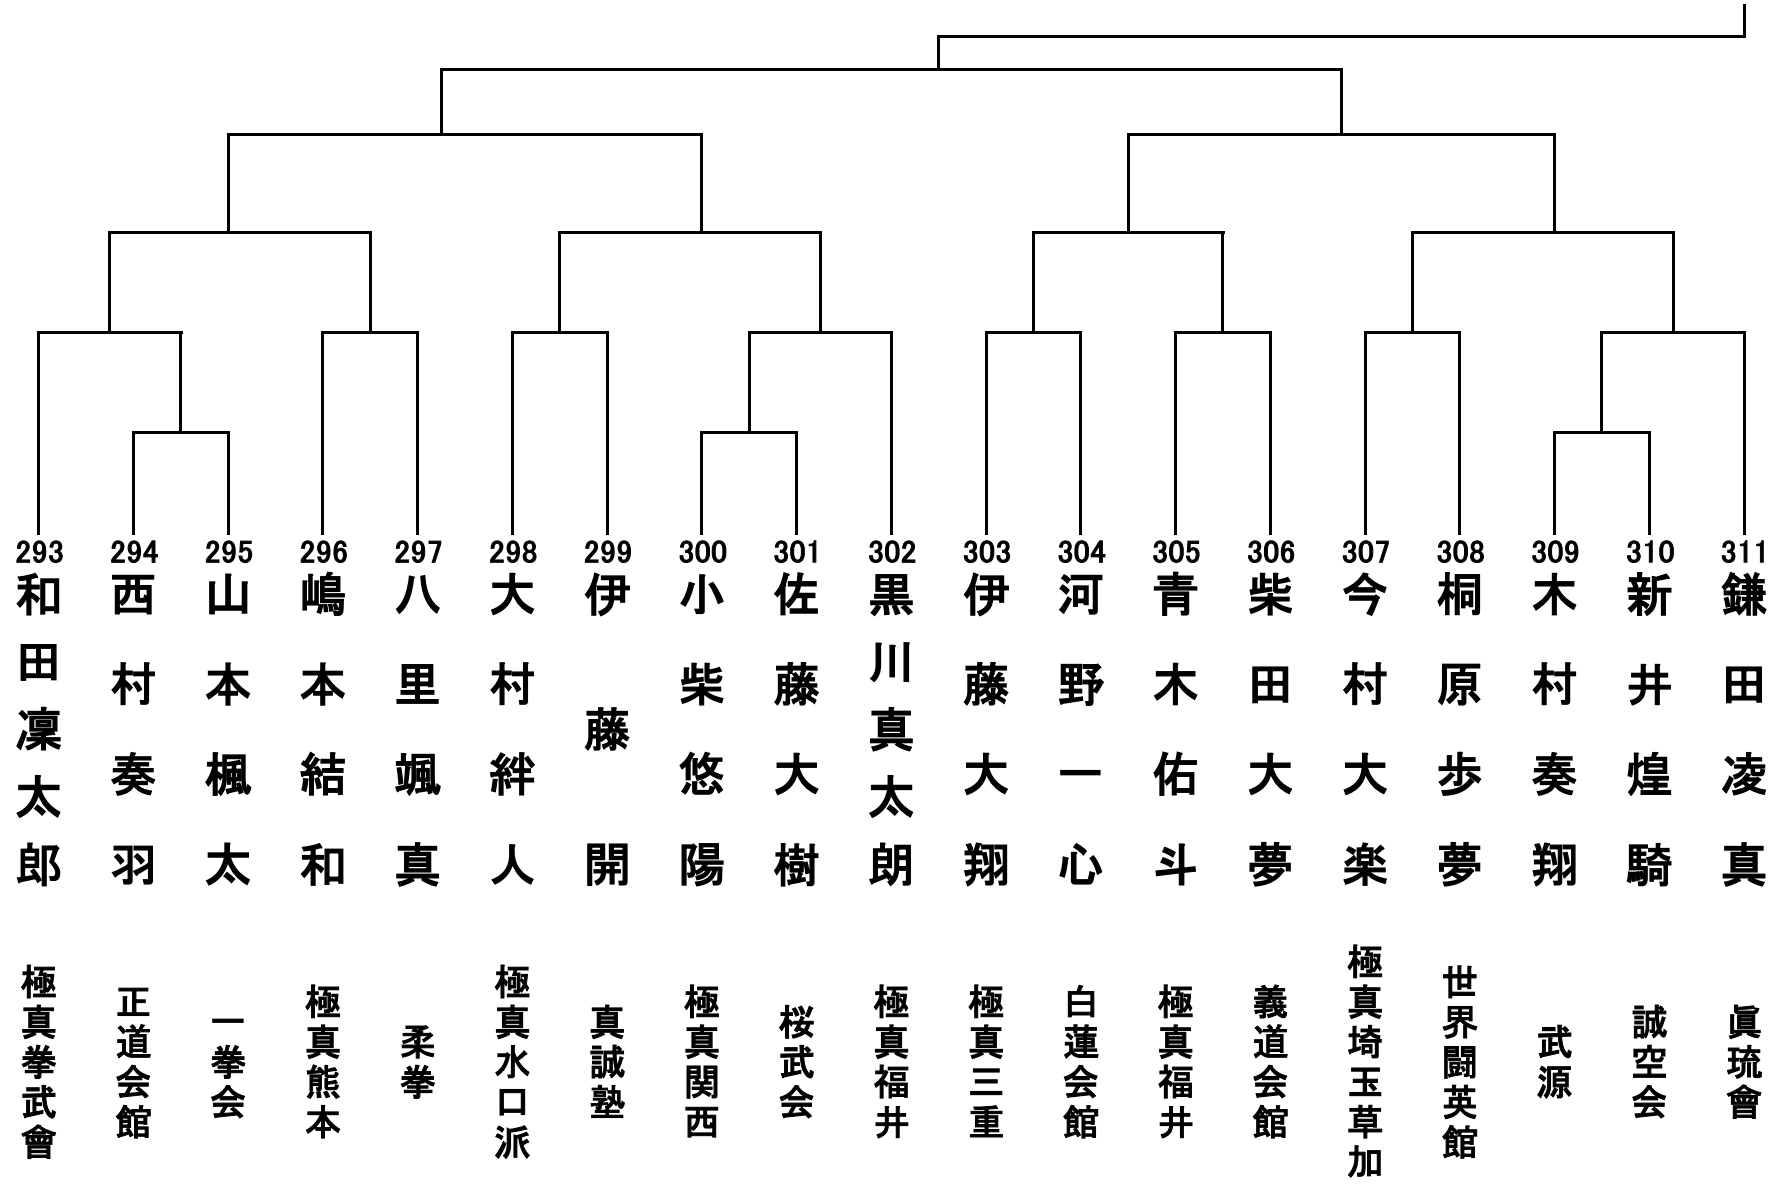 293 和田凜太郎 極真拳武會
294 西村奏羽 正道会館
295 山本楓太 一拳会
296 嶋本結和 極真熊本
297 八里颯真 柔拳
298 大村絆人 極真水口派
299 伊藤開 真誠塾
300 小柴悠陽 極真関西
301 佐藤大樹 桜武会
302 黒川真太朗 極真福井
303 伊藤大翔 極真三重
304 河野一心 白蓮会館
305 青木佑斗 極真福井
306 柴田大夢 義道会館
307 今村大楽 極真埼玉草加
308 桐原歩夢 世界闘英館
309 木村奏翔 武源
310 新井煌騎 誠空会
311 鎌田凌真 眞琉會